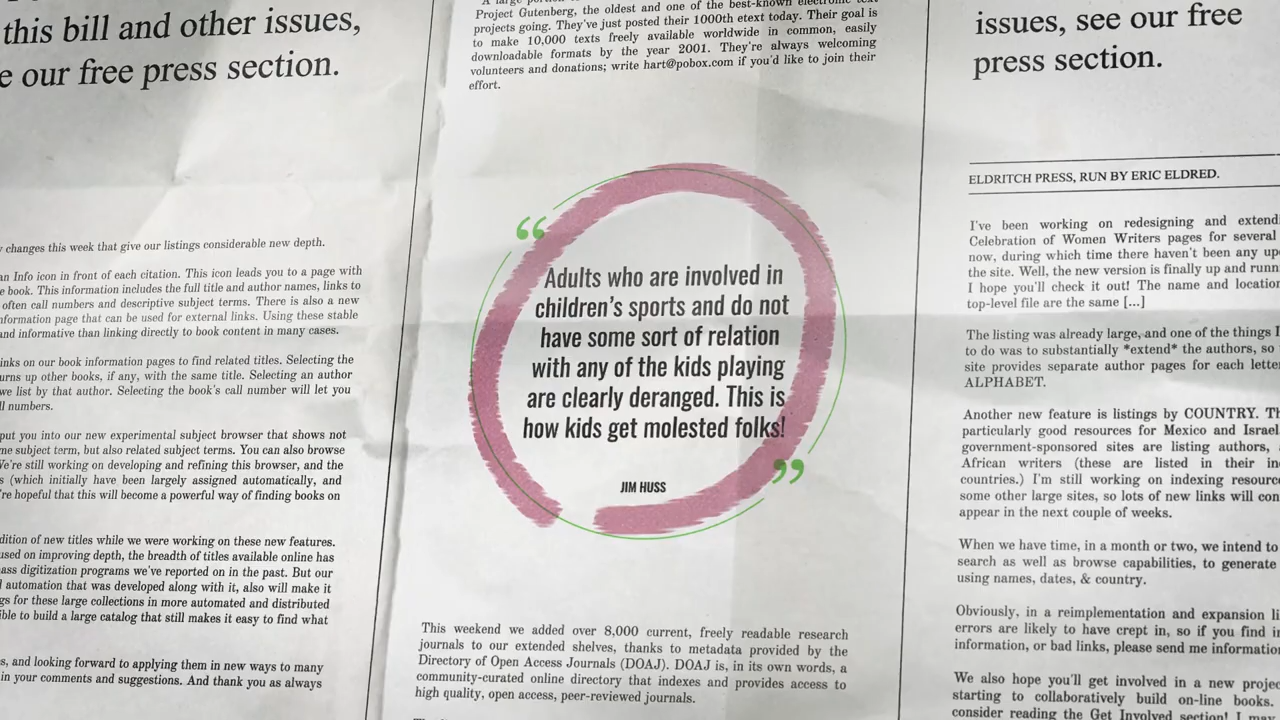 this bill and other issues,
e our free press section.
changes this week that give our listings considerable new depth.
an Info icon in front of each citation. This icon leads you to a page with
e book. This information includes the full title and author names, links to
often call numbers and descriptive subject terms. There is also a new
nformation page that can be used for external links. Using these stable
and informative than linking directly to book content in many cases.
inks on our book information pages to find related titles. Selecting the
urns up other books, if any, with the same title. Selecting an author
we list by that author. Selecting the book's call number will let you
ll numbers.
put you into our new experimental subject browser that shows not
me subject term, but also related subject terms. You can also browse
We're still working on developing and refining this browser, and the
s (which initially have been largely assigned automatically, and
're hopeful that this will become a powerful way of finding books on
dition of new titles while we were working on these new features.
used on improving depth, the breadth of titles available online has
ass digitization programs we've reported on in the past. But our
l automation that was developed along with it, also will make it
gs for these large collections in more automated and distributed
ible to build a large catalog that still makes it easy to find what
s, and looking forward to applying them in new ways to many
in your comments and suggestions. And thank you as always
Project Gutenberg, the oldest and one of the best-known electronic text
projects going. They've just posted their 1000th etext today. Their goal is
to make 10,000 texts freely available worldwide in common, easily
downloadable formats by the year 2001. They're always welcoming
volunteers and donations; write hart@pobox.com if you'd like to join their
effort.
“
Adults who are involved in
children's sports and do not
have some sort of relation
with any of the kids playing
are clearly deranged. This is
how kids get molested folks!
”
JIM HUSS
This weekend we added over 8,000 current, freely readable research
journals to our extended shelves, thanks to metadata provided by the
Directory of Open Access Journals (DOAJ). DOAJ is, in its own words, a
community-curated online directory that indexes and provides access to
high quality, open access, peer-reviewed journals.
issues, see our free
press section.
ELDRITCH PRESS, RUN BY ERIC ELDRED.
I've been working on redesigning and extendi
Celebration of Women Writers pages for several
now, during which time there haven't been any up
the site. Well, the new version is finally up and runn
I hope you'll check it out! The name and location
top-level file are the same [...]
The listing was already large, and one of the things I
to do was to substantially *extend* the authors, so
site provides separate author pages for each letter
ALPHABET.
Another new feature is listings by COUNTRY. Th
particularly good resources for Mexico and Israel.
government-sponsored sites are listing authors,
African writers (these are listed in their in
countries.) I'm still working on indexing resourc
some other large sites, so lots of new links will con
appear in the next couple of weeks.
When we have time, in a month or two, we intend to
search as well as browse capabilities, to generate
using names, dates, & country.
Obviously, in a reimplementation and expansion li
errors are likely to have crept in, so if you find in
information, or bad links, please send me informatio
We also hope you'll get involved in a new projec
starting to collaboratively build on-line books.
consider reading the Get Involved section! I may